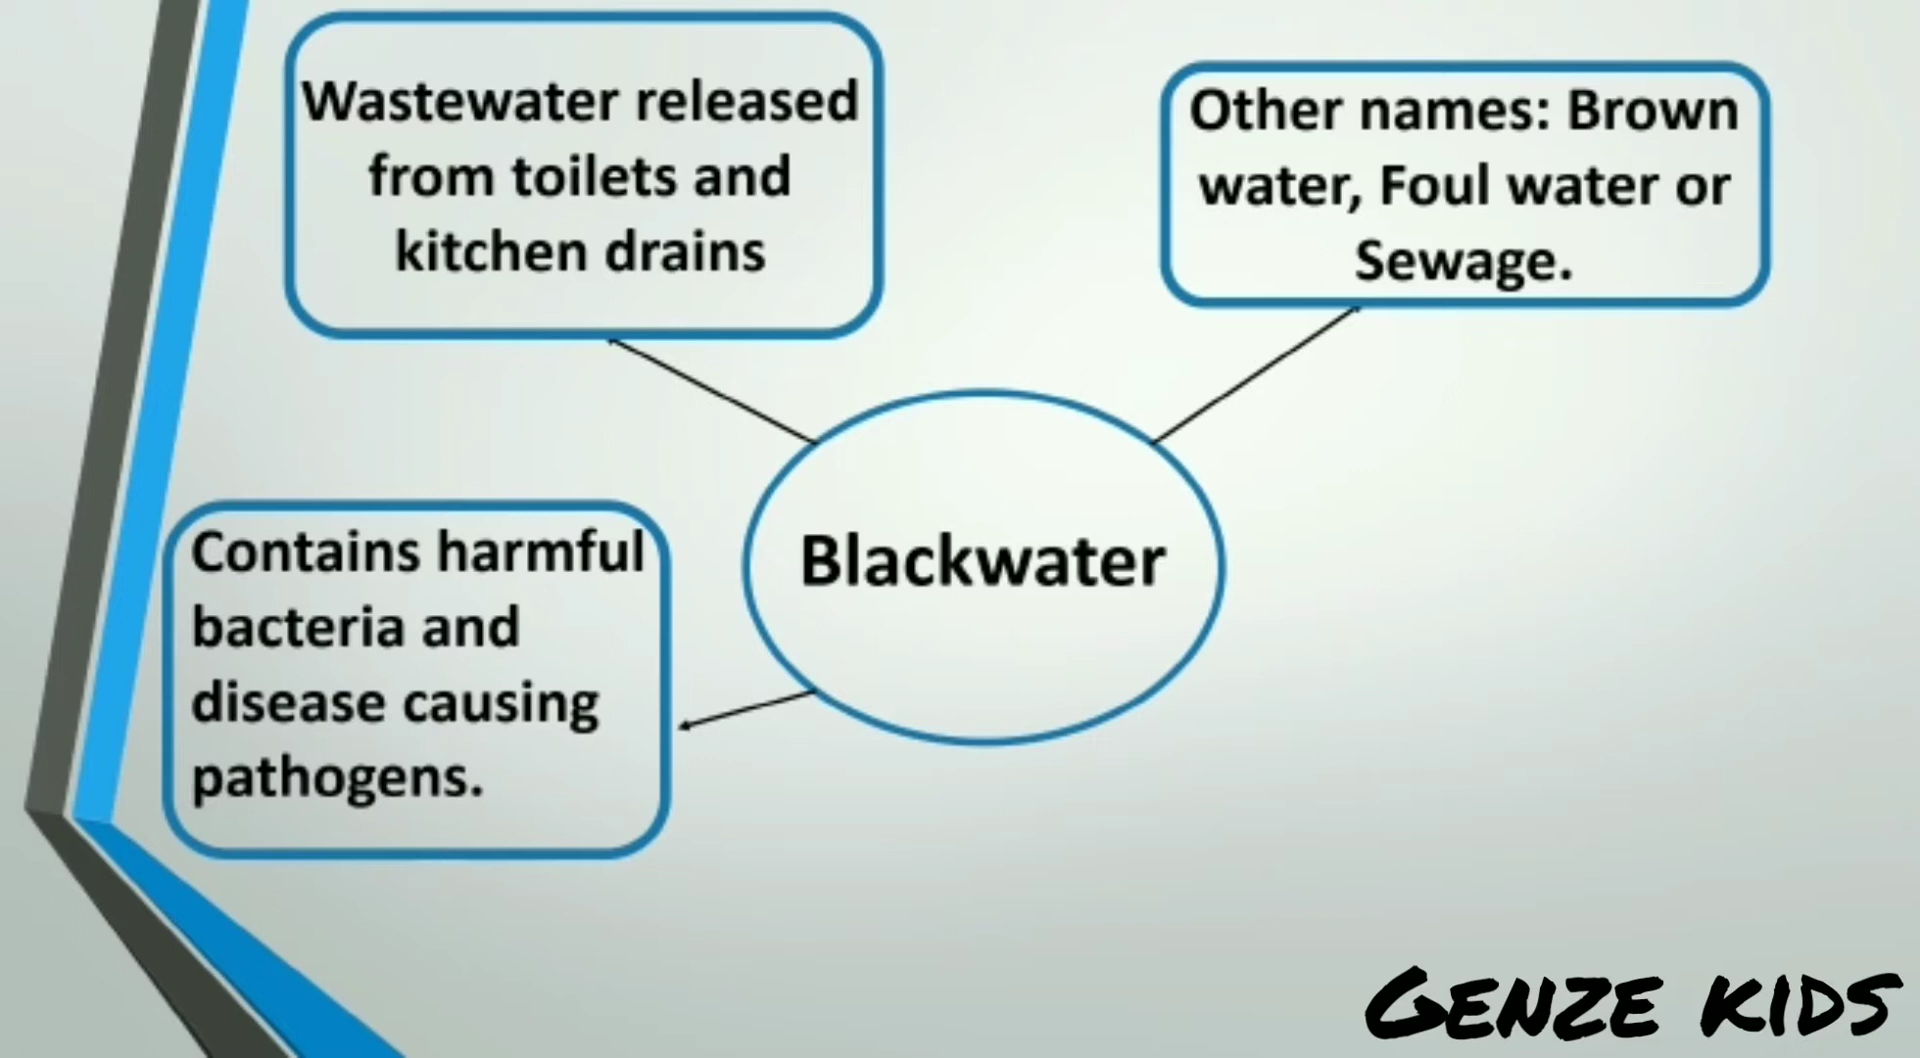 Wastewater released
from toilets and
kitchen drains
Other names: Brown
water, Foul water or
Sewage.
Blackwater
Contains harmful
bacteria and
disease causing
pathogens.
GENZE KIDS